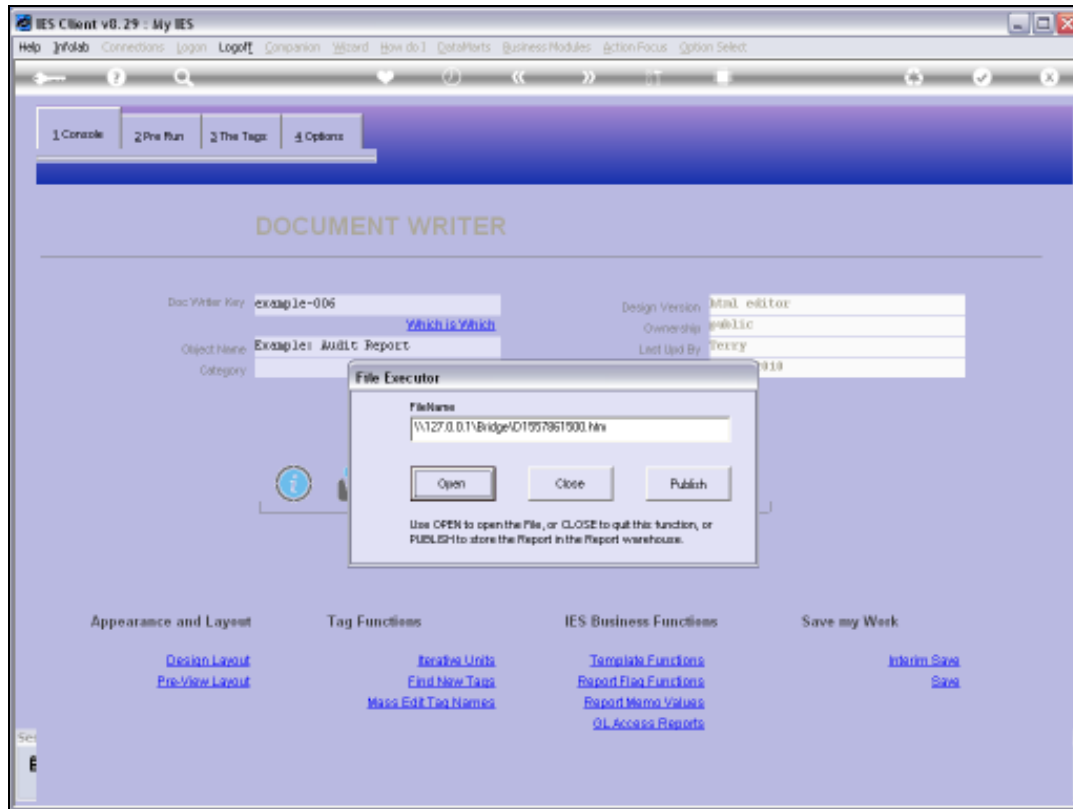 IES Client v8.29 : My IES
Help Infolab Connections Logon Logoff Companion Wizard How do I DataMarts Business Modules Action Focus Option Select
1 Console 2 Pre Run 3 The Tags 4 Options
DOCUMENT WRITER
Doc Writer Key example-006 Design Version html editor
Which is Which Ownership public
Object Name Example: Audit Report Last Upd By Terry
Category
File Executor
FileName
\\127.0.0.1\Bridge\D1557861500.htm
Open Close Publish
Use OPEN to open the File, or CLOSE to quit this function, or
PUBLISH to store the Report in the Report warehouse.
Appearance and Layout Tag Functions IES Business Functions Save my Work
Design Layout Iterative Units Template Functions Interim Save
Pre-View Layout Find New Tags Report Flag Functions Save
Mass Edit Tag Names Report Memo Values
GL Access Reports